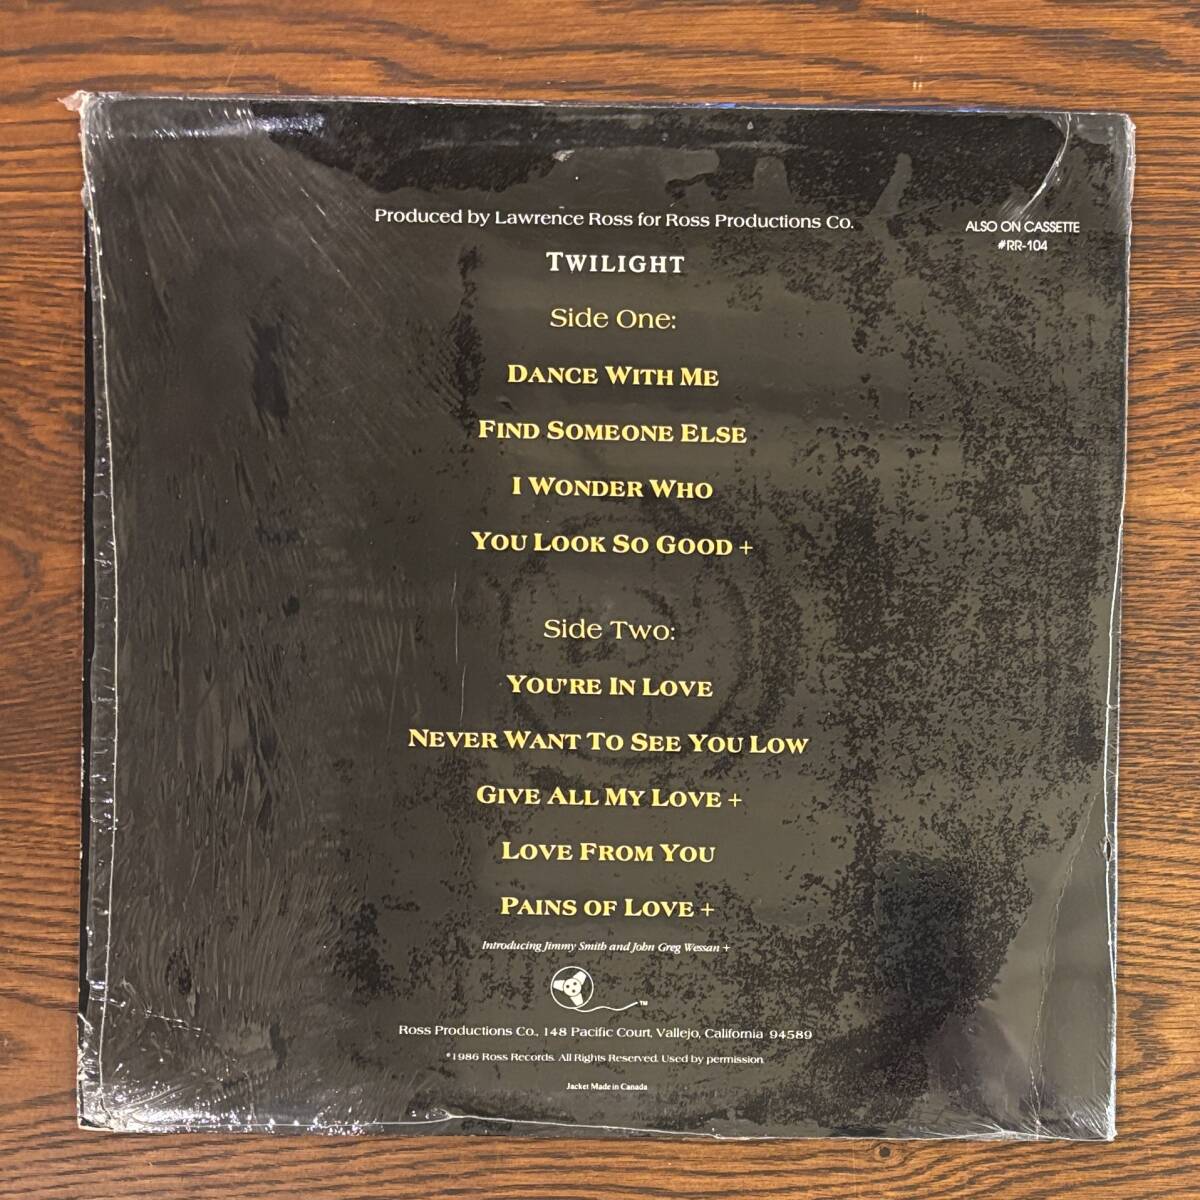 Produced by Lawrence Ross for Ross Productions Co.
ALSO ON CASSETTE
#RR-104
TWILIGHT
Side One:
DANCE WITH ME
FIND SOMEONE ELSE
I WONDER WHO
YOU LOOK SO GOOD +
Side Two:
YOU'RE IN LOVE
NEVER WANT TO SEE YOU LOW
GIVE ALL MY LOVE +
LOVE FROM YOU
PAINS OF LOVE +
Introducing Jimmy Smith and John Greg Wessan +
TM
Ross Productions Co., 148 Pacific Court, Vallejo, California 94589
©1986 Ross Records. All Rights Reserved. Used by permission.
Jacket Made in Canada